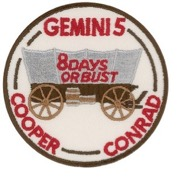 GEMINI 5
8 DAYS
OR BUST
COOPER
CONRAD